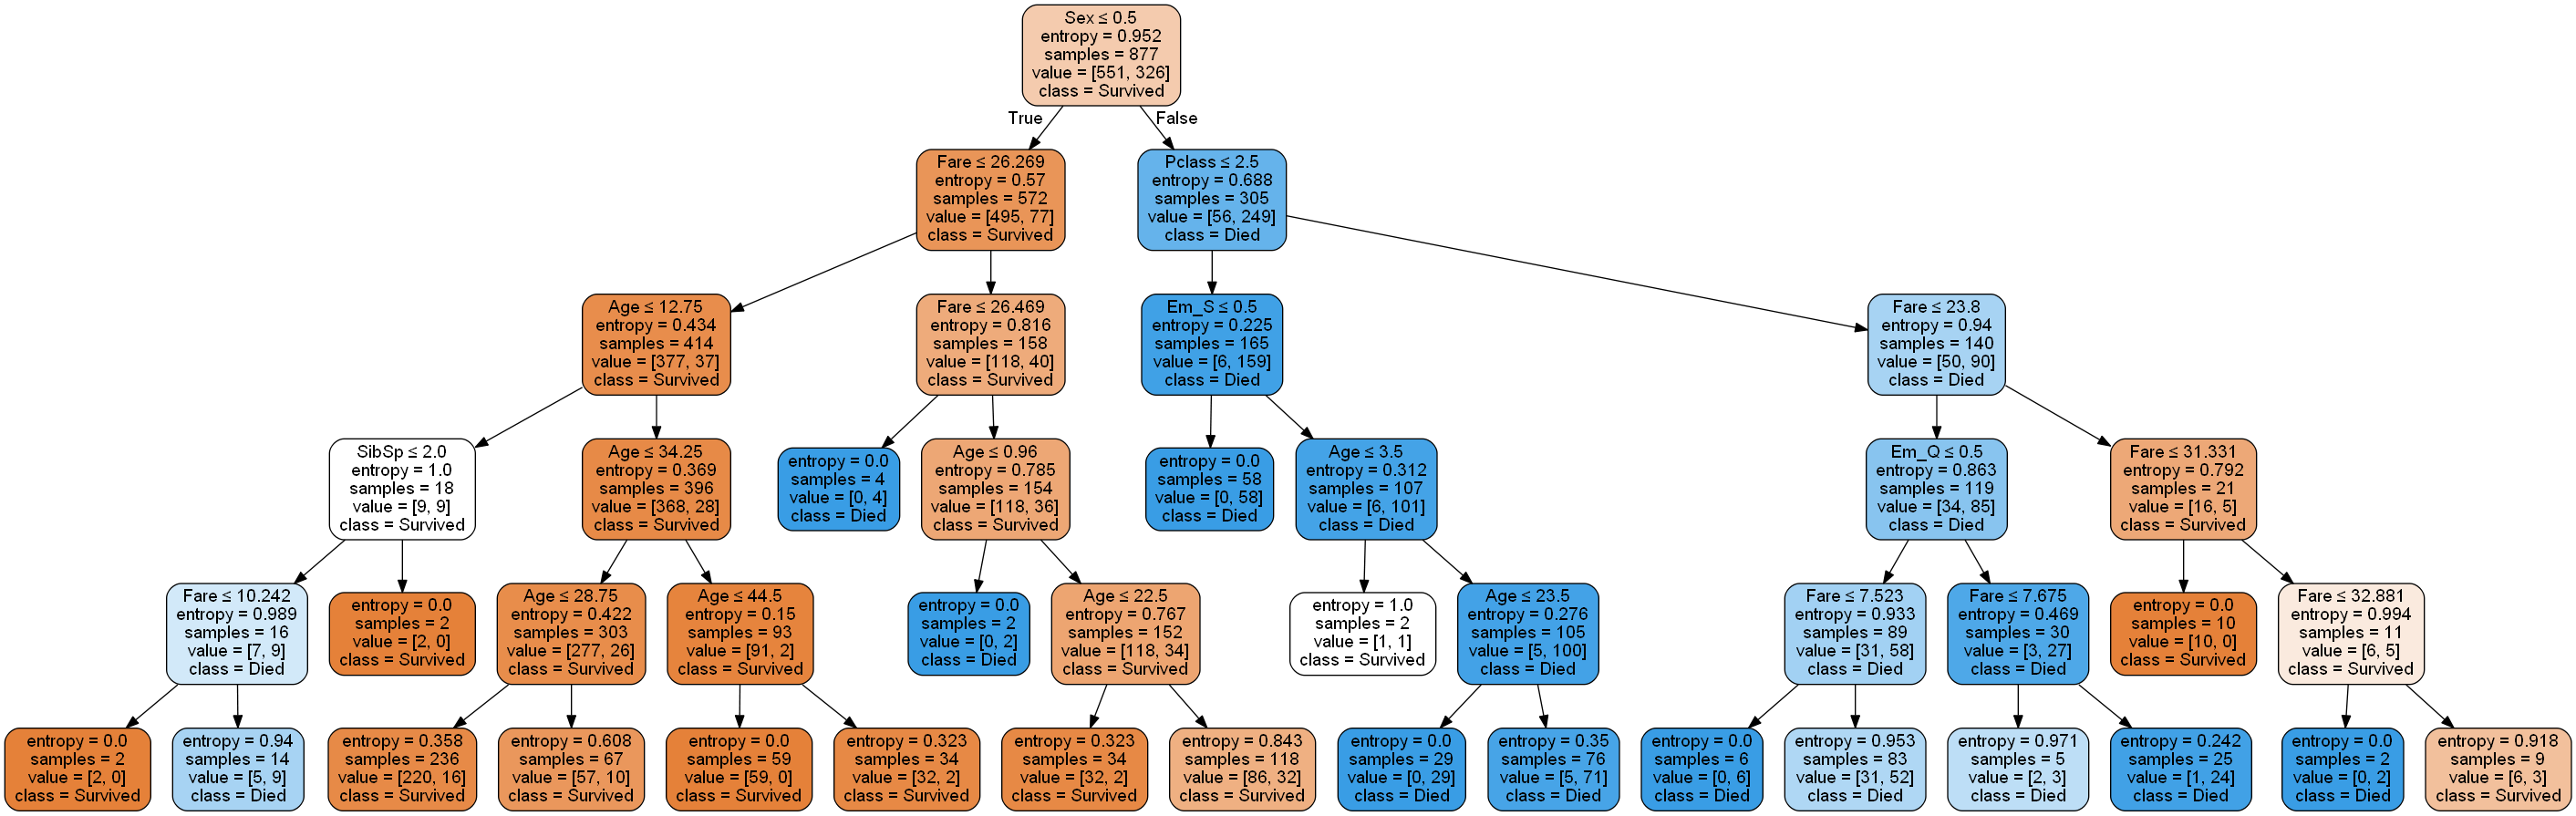 Sex ≤ 0.5
entropy = 0.952
samples = 877
value = [551, 326]
class = Survived
True
False
Fare ≤ 26.269
entropy = 0.57
samples = 572
value = [495, 77]
class = Survived
Pclass ≤ 2.5
entropy = 0.688
samples = 305
value = [56, 249]
class = Died
Age ≤ 12.75
entropy = 0.434
samples = 414
value = [377, 37]
class = Survived
Fare ≤ 26.469
entropy = 0.816
samples = 158
value = [118, 40]
class = Survived
Em_S ≤ 0.5
entropy = 0.225
samples = 165
value = [6, 159]
class = Died
Fare ≤ 23.8
entropy = 0.94
samples = 140
value = [50, 90]
class = Died
SibSp ≤ 2.0
entropy = 1.0
samples = 18
value = [9, 9]
class = Survived
Age ≤ 34.25
entropy = 0.369
samples = 396
value = [368, 28]
class = Survived
entropy = 0.0
samples = 4
value = [0, 4]
class = Died
Age ≤ 0.96
entropy = 0.785
samples = 154
value = [118, 36]
class = Survived
entropy = 0.0
samples = 58
value = [0, 58]
class = Died
Age ≤ 3.5
entropy = 0.312
samples = 107
value = [6, 101]
class = Died
Em_Q ≤ 0.5
entropy = 0.863
samples = 119
value = [34, 85]
class = Died
Fare ≤ 31.331
entropy = 0.792
samples = 21
value = [16, 5]
class = Survived
Fare ≤ 10.242
entropy = 0.989
samples = 16
value = [7, 9]
class = Died
entropy = 0.0
samples = 2
value = [2, 0]
class = Survived
Age ≤ 28.75
entropy = 0.422
samples = 303
value = [277, 26]
class = Survived
Age ≤ 44.5
entropy = 0.15
samples = 93
value = [91, 2]
class = Survived
entropy = 0.0
samples = 2
value = [0, 2]
class = Died
Age ≤ 22.5
entropy = 0.767
samples = 152
value = [118, 34]
class = Survived
entropy = 1.0
samples = 2
value = [1, 1]
class = Survived
Age ≤ 23.5
entropy = 0.276
samples = 105
value = [5, 100]
class = Died
Fare ≤ 7.523
entropy = 0.933
samples = 89
value = [31, 58]
class = Died
Fare ≤ 7.675
entropy = 0.469
samples = 30
value = [3, 27]
class = Died
entropy = 0.0
samples = 10
value = [10, 0]
class = Survived
Fare ≤ 32.881
entropy = 0.994
samples = 11
value = [6, 5]
class = Survived
entropy = 0.0
samples = 2
value = [2, 0]
class = Survived
entropy = 0.94
samples = 14
value = [5, 9]
class = Died
entropy = 0.358
samples = 236
value = [220, 16]
class = Survived
entropy = 0.608
samples = 67
value = [57, 10]
class = Survived
entropy = 0.0
samples = 59
value = [59, 0]
class = Survived
entropy = 0.323
samples = 34
value = [32, 2]
class = Survived
entropy = 0.323
samples = 34
value = [32, 2]
class = Survived
entropy = 0.843
samples = 118
value = [86, 32]
class = Survived
entropy = 0.0
samples = 29
value = [0, 29]
class = Died
entropy = 0.35
samples = 76
value = [5, 71]
class = Died
entropy = 0.0
samples = 6
value = [0, 6]
class = Died
entropy = 0.953
samples = 83
value = [31, 52]
class = Died
entropy = 0.971
samples = 5
value = [2, 3]
class = Died
entropy = 0.242
samples = 25
value = [1, 24]
class = Died
entropy = 0.0
samples = 2
value = [0, 2]
class = Died
entropy = 0.918
samples = 9
value = [6, 3]
class = Survived